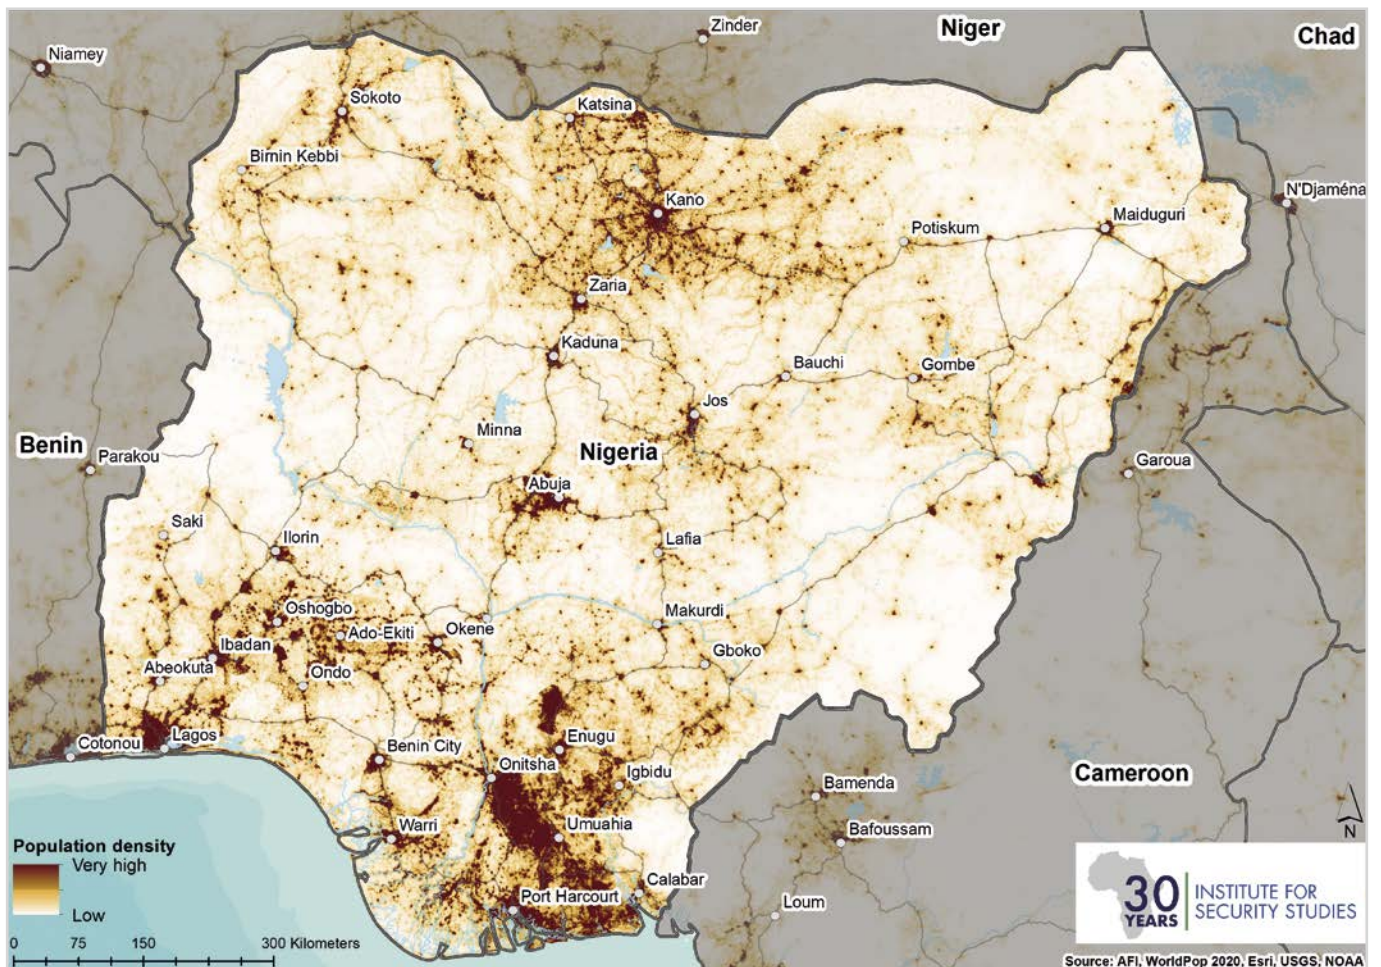 Niger
Chad
Zinder
Niamey
Sokoto
Katsina
Birnin Kebbi
Kano
N'Djaména
Maiduguri
Potiskum
Zaria
Kaduna
Bauchi
Gombe
Jos
Minna
Nigeria
Benin
Parakou
Garoua
Abuja
Saki
Ilorin
Lafia
Oshogbo
Makurdi
Ado-Ekiti
Okene
Ibadan
Gboko
Abeokuta
Ondo
Lagos
Cotonou
Benin City
Enugu
Onitsha
Igbidu
Cameroon
Bamenda
Warri
Umuahia
Bafoussam
Calabar
Port Harcourt
Loum
N
Population density
Very high
Low
0 75 150 300 Kilometers
30 YEARS
INSTITUTE FOR
SECURITY STUDIES
Source: AFI, WorldPop 2020, Esri, USGS, NOAA